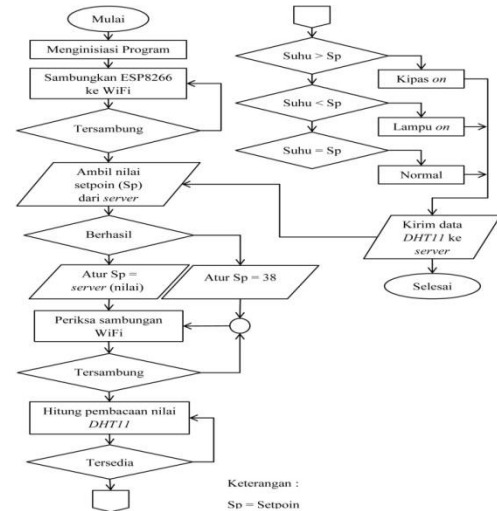 Mulai
Menginisiasi Program
Sambungkan ESP8266
ke WiFi
Tersambung
Ambil nilai
setpoin (Sp)
dari server
Berhasil
Atur Sp =
server (nilai)
Atur Sp = 38
Periksa sambungan
WiFi
Tersambung
Hitung pembacaan nilai
DHT11
Tersedia
Suhu > Sp
Kipas on
Suhu < Sp
Lampu on
Suhu = Sp
Normal
Kirim data
DHT11 ke
server
Selesai
Keterangan :
Sp = Setpoin